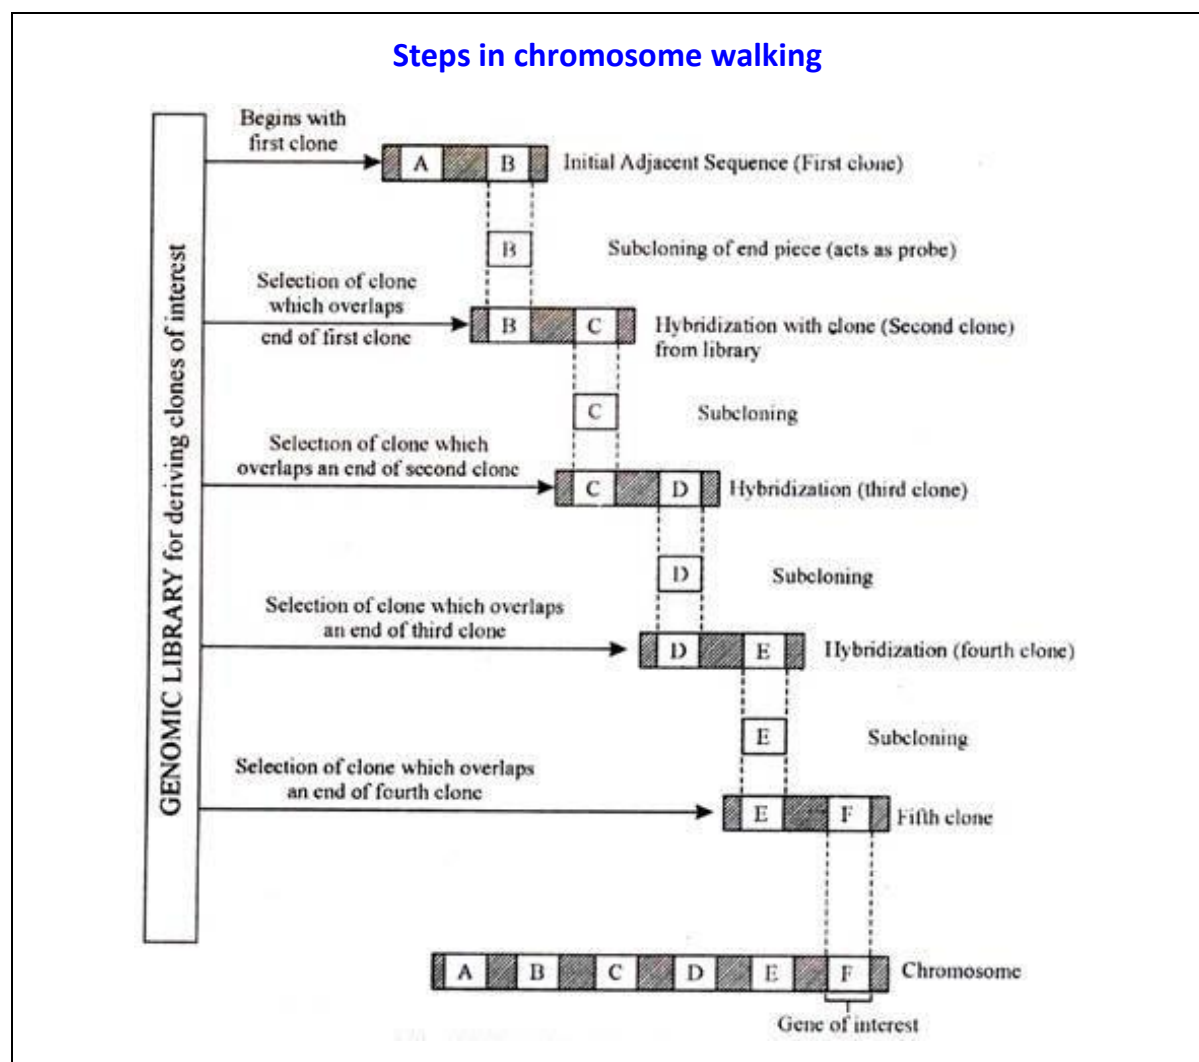 Steps in chromosome walking
GENOMIC LIBRARY for deriving clones of interest
Begins with
first clone
A B
Initial Adjacent Sequence (First clone)
B
Subcloning of end piece (acts as probe)
Selection of clone
which overlaps
end of first clone
B C
Hybridization with clone (Second clone)
from library
C
Subcloning
Selection of clone which
overlaps an end of second clone
C D
Hybridization (third clone)
D
Subcloning
Selection of clone which overlaps
an end of third clone
D E
Hybridization (fourth clone)
E
Subcloning
Selection of clone which overlaps
an end of fourth clone
E F
Fifth clone
A B C D E F
Chromosome
Gene of interest